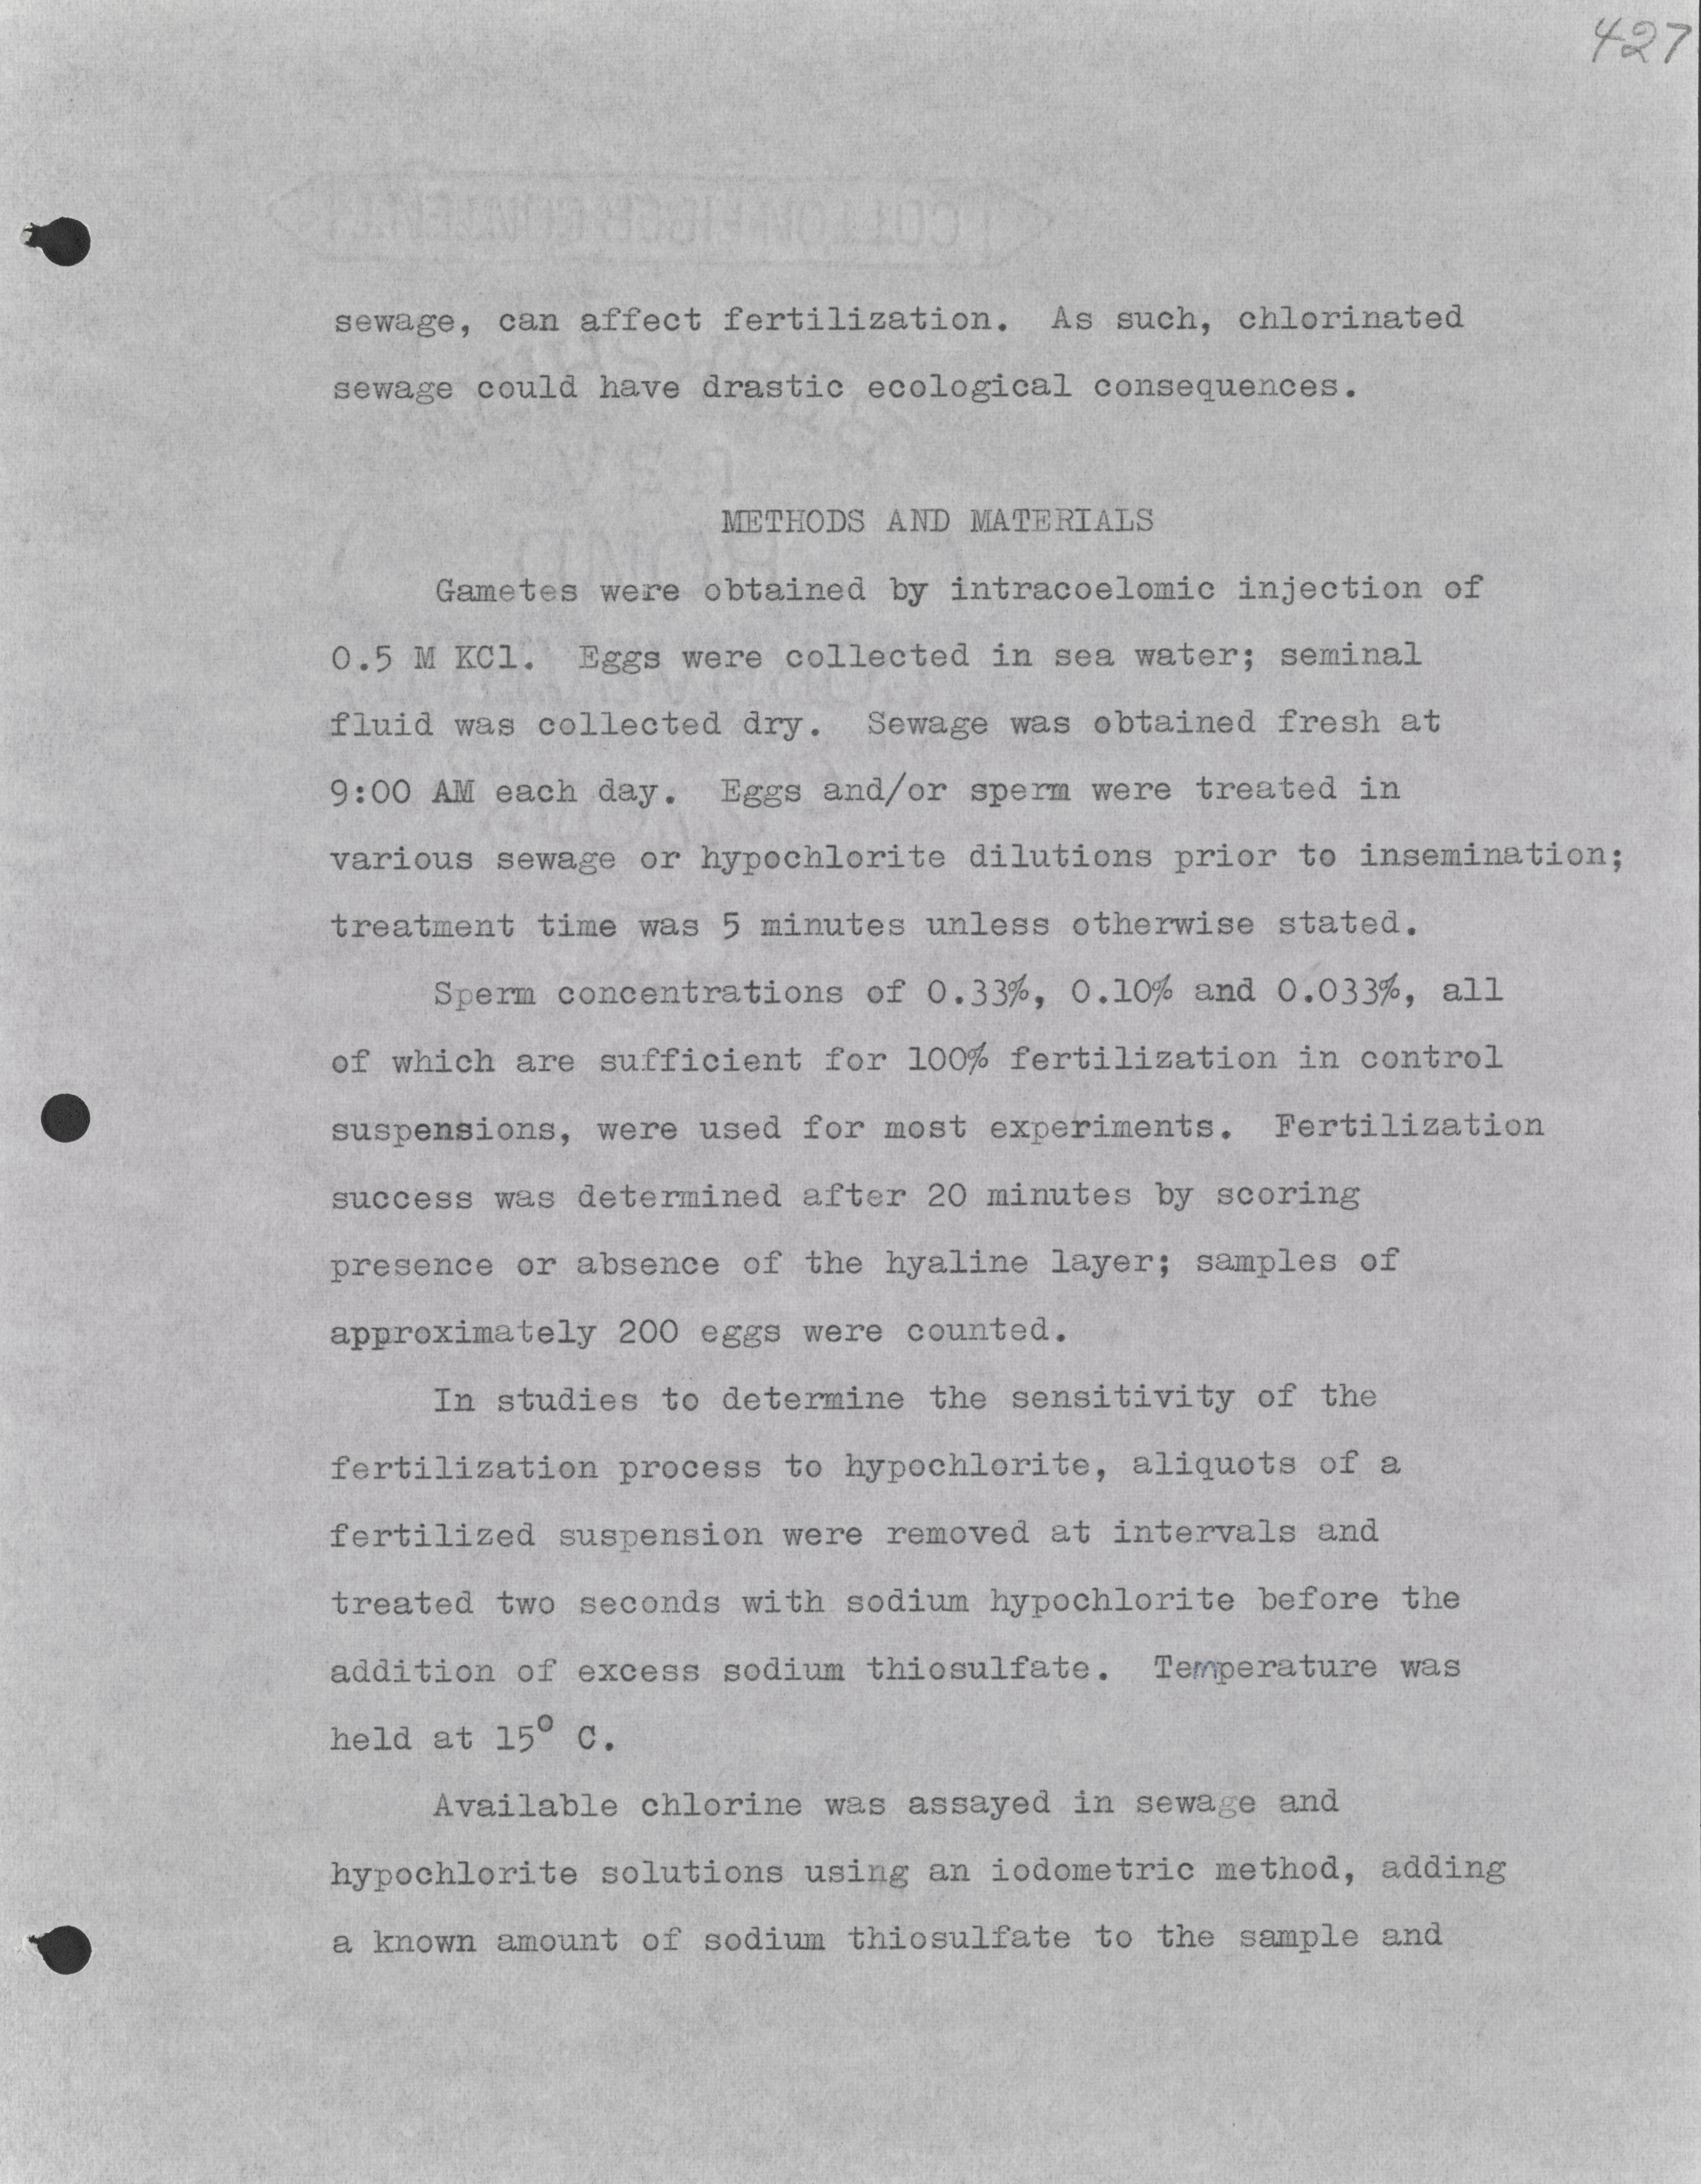 427
sewage, can affect fertilization. As such, chlorinated
sewage could have drastic ecological consequences.
METHODS AND MATERIALS
Gametes were obtained by intracoelomic injection of
0.5 M KCl. Eggs were collected in sea water; seminal
fluid was collected dry. Sewage was obtained fresh at
9:00 AM each day. Eggs and/or sperm were treated in
various sewage or hypochlorite dilutions prior to insemination;
treatment time was 5 minutes unless otherwise stated.
Sperm concentrations of 0.33%, 0.10% and 0.033%, all
of which are sufficient for 100% fertilization in control
suspensions, were used for most experiments. Fertilization
success was determined after 20 minutes by scoring
presence or absence of the hyaline layer; samples of
approximately 200 eggs were counted.
In studies to determine the sensitivity of the
fertilization process to hypochlorite, aliquots of a
fertilized suspension were removed at intervals and
treated two seconds with sodium hypochlorite before the
addition of excess sodium thiosulfate. Temperature was
held at 15° C.
Available chlorine was assayed in sewage and
hypochlorite solutions using an iodometric method, adding
a known amount of sodium thiosulfate to the sample and